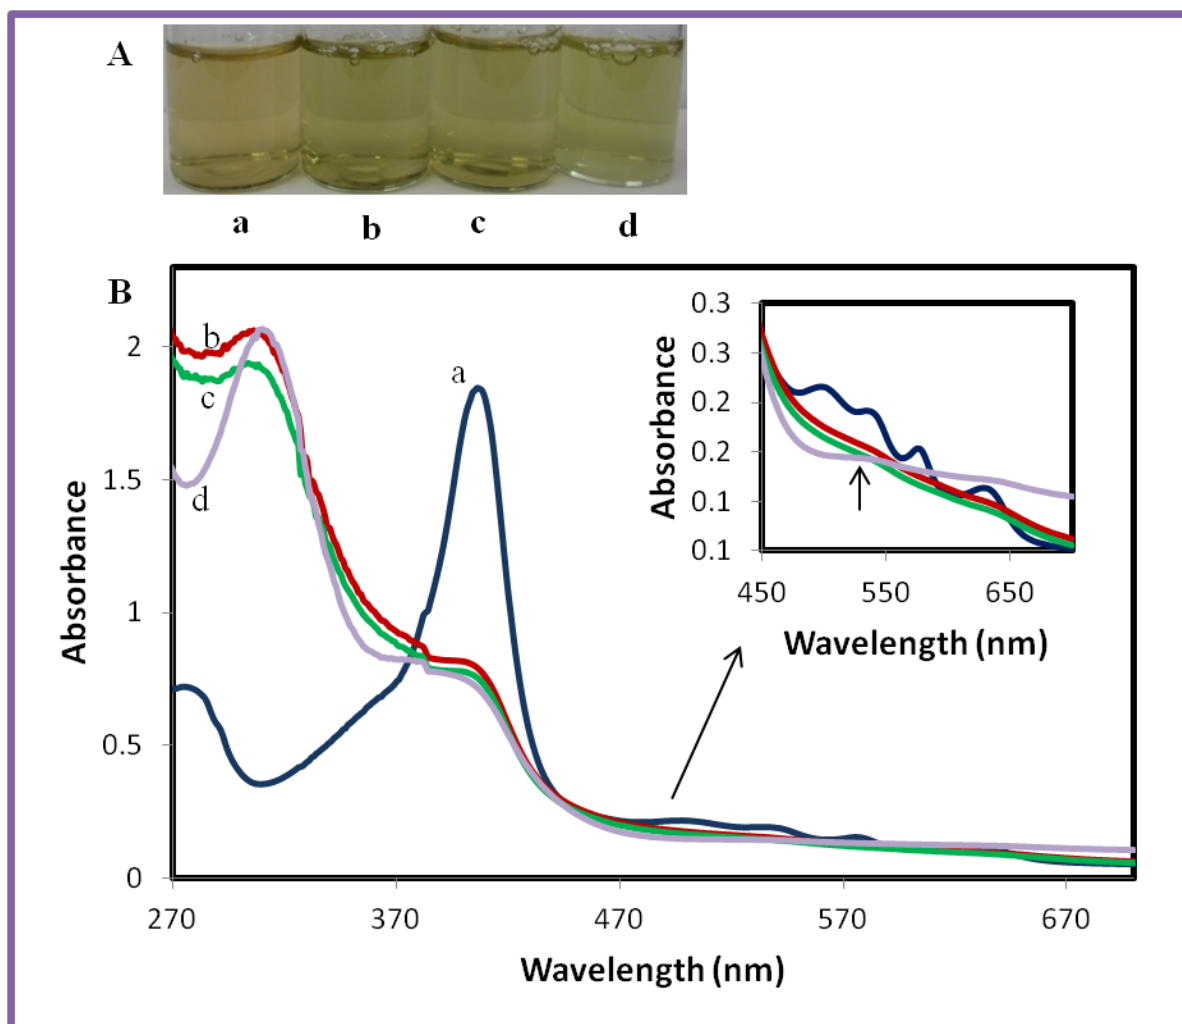 A
a b c d
B
2
1.5
1
0.5
0
Absorbance
b
c
d
a
270 370 470 570 670
Wavelength (nm)
0.3
0.3
0.2
0.2
0.1
0.1
Absorbance
450 550 650
Wavelength (nm)